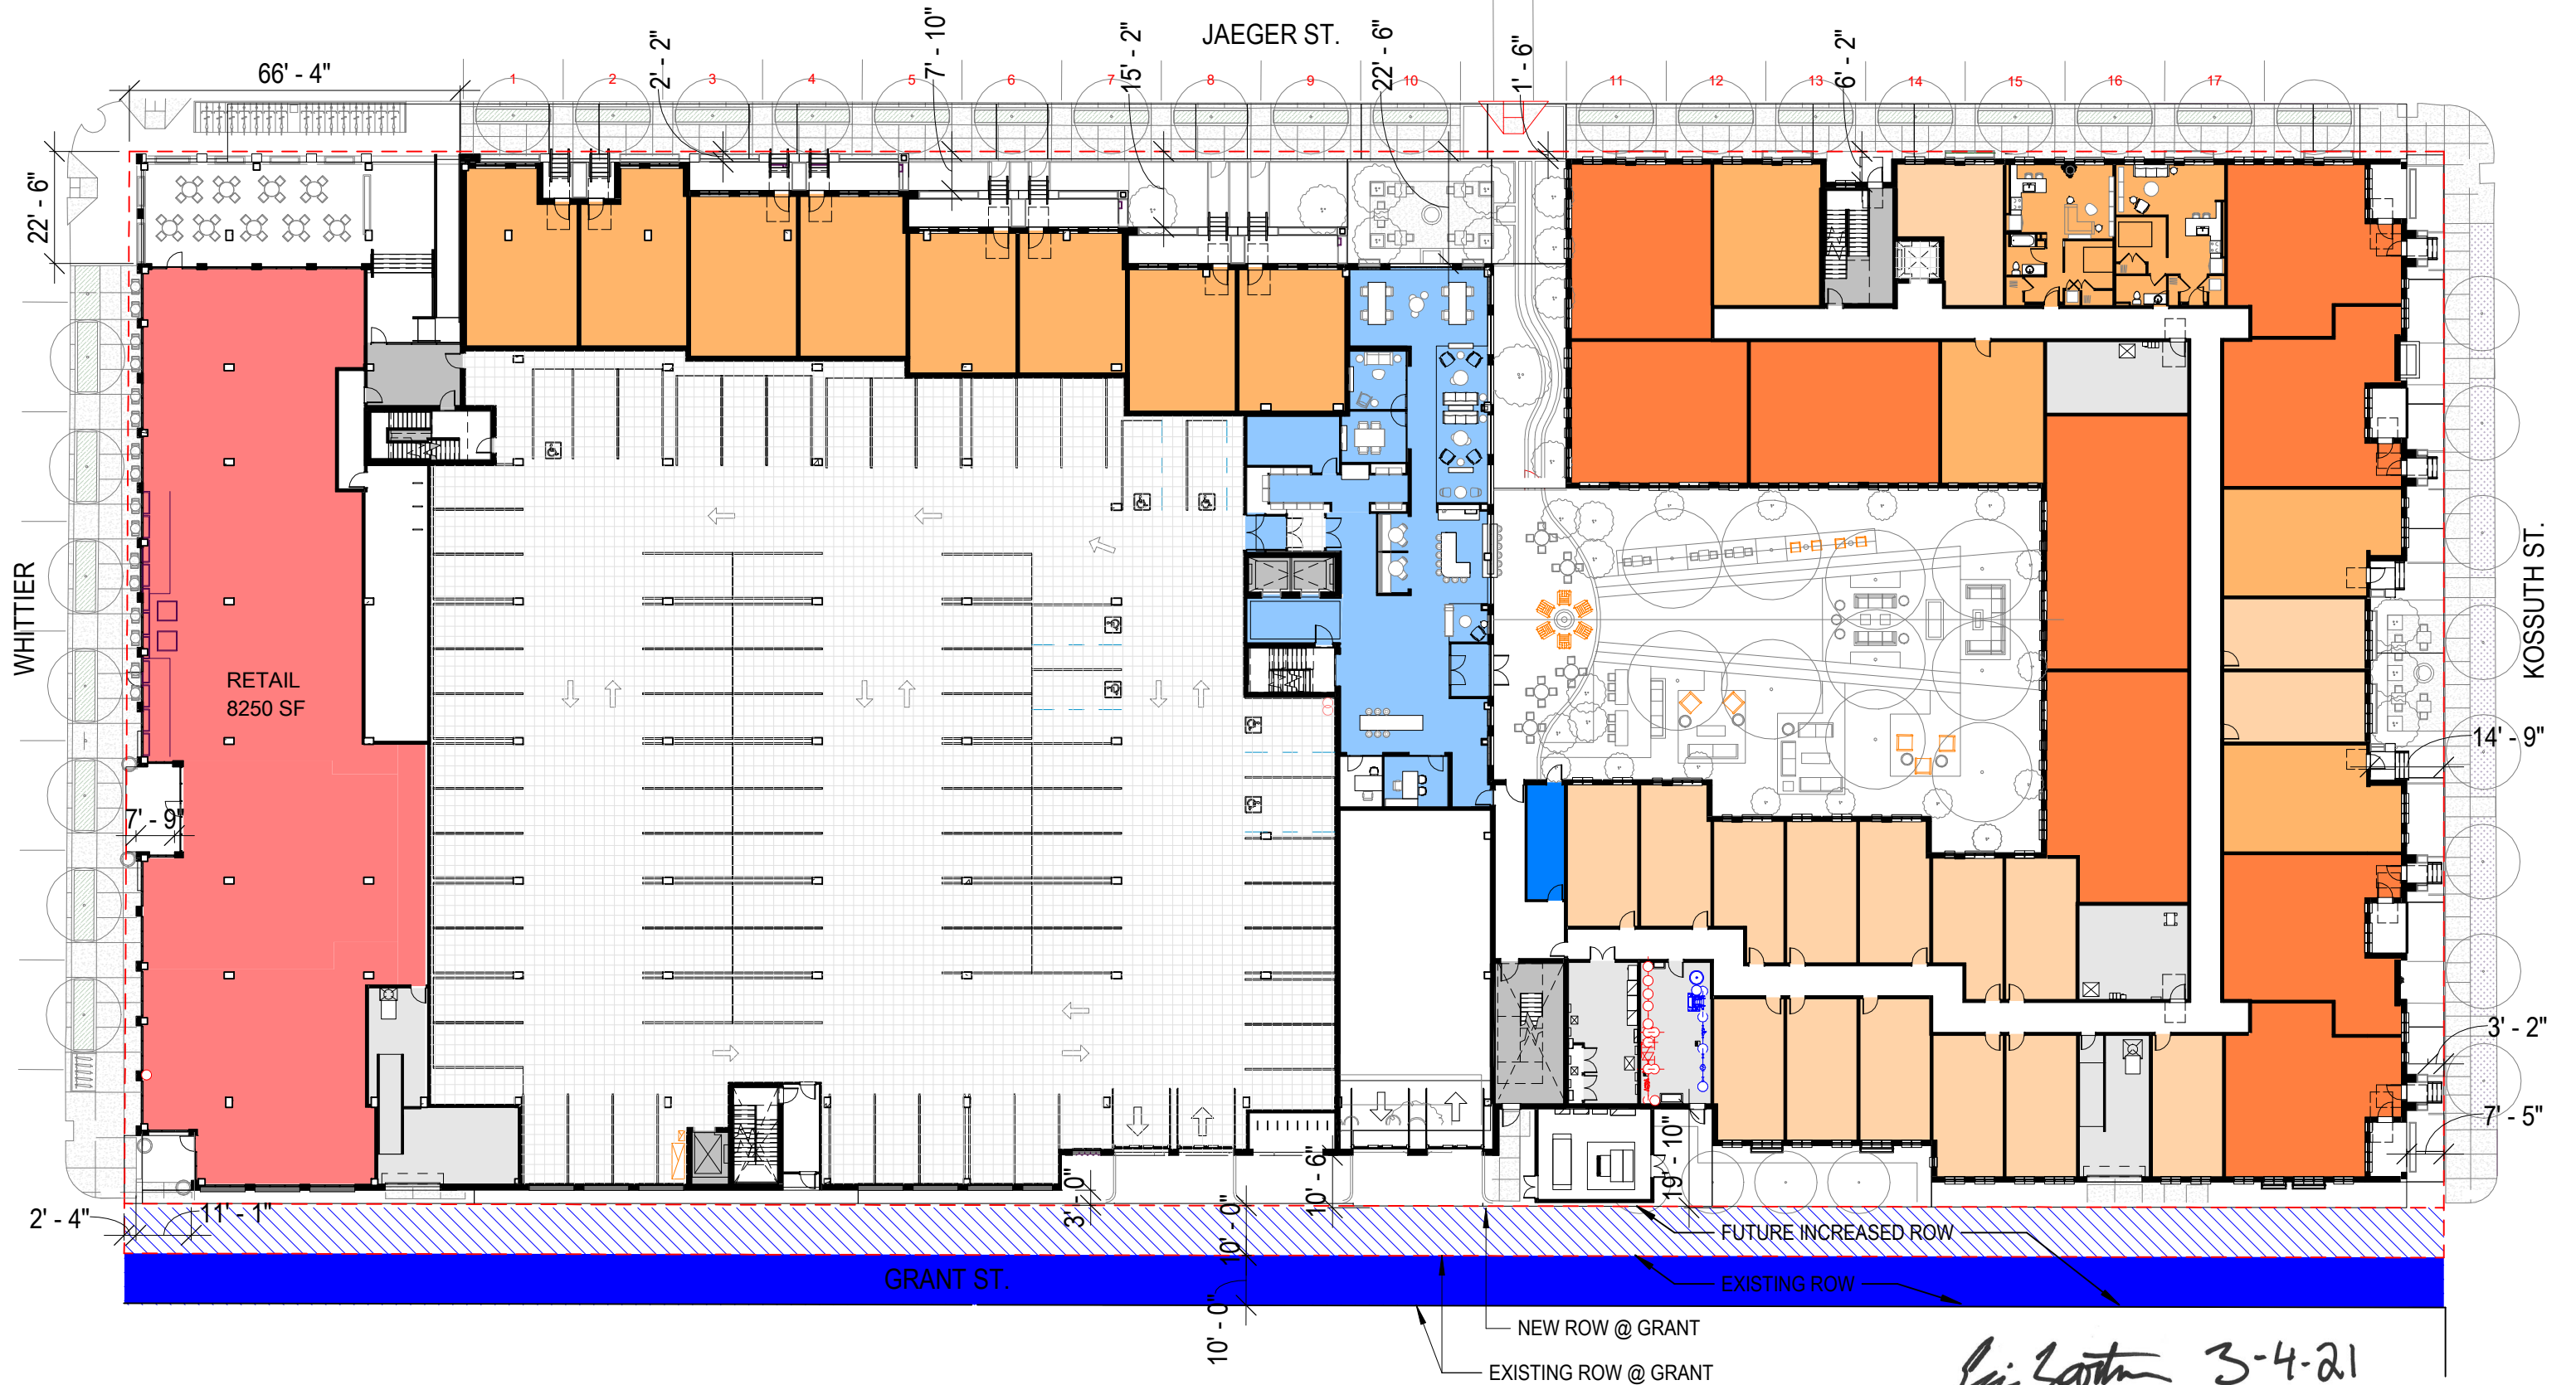 JAEGER ST.
66' - 4"
2' - 2"
7' - 10"
15' - 2"
22' - 6"
1' - 6"
6' - 2"
1 2 3 4 5 6 7 8 9 10 11 12 13 14 15 16 17
22' - 6"
WHITTIER
KOSSUTH ST.
RETAIL
8250 SF
7' - 9"
14' - 9"
3' - 2"
7' - 5"
2' - 4"
11' - 1"
3' - 0"
10' - 6"
19' - 10"
10' - 0"
10' - 0"
FUTURE INCREASED ROW
GRANT ST.
EXISTING ROW
NEW ROW @ GRANT
EXISTING ROW @ GRANT
3-4-21